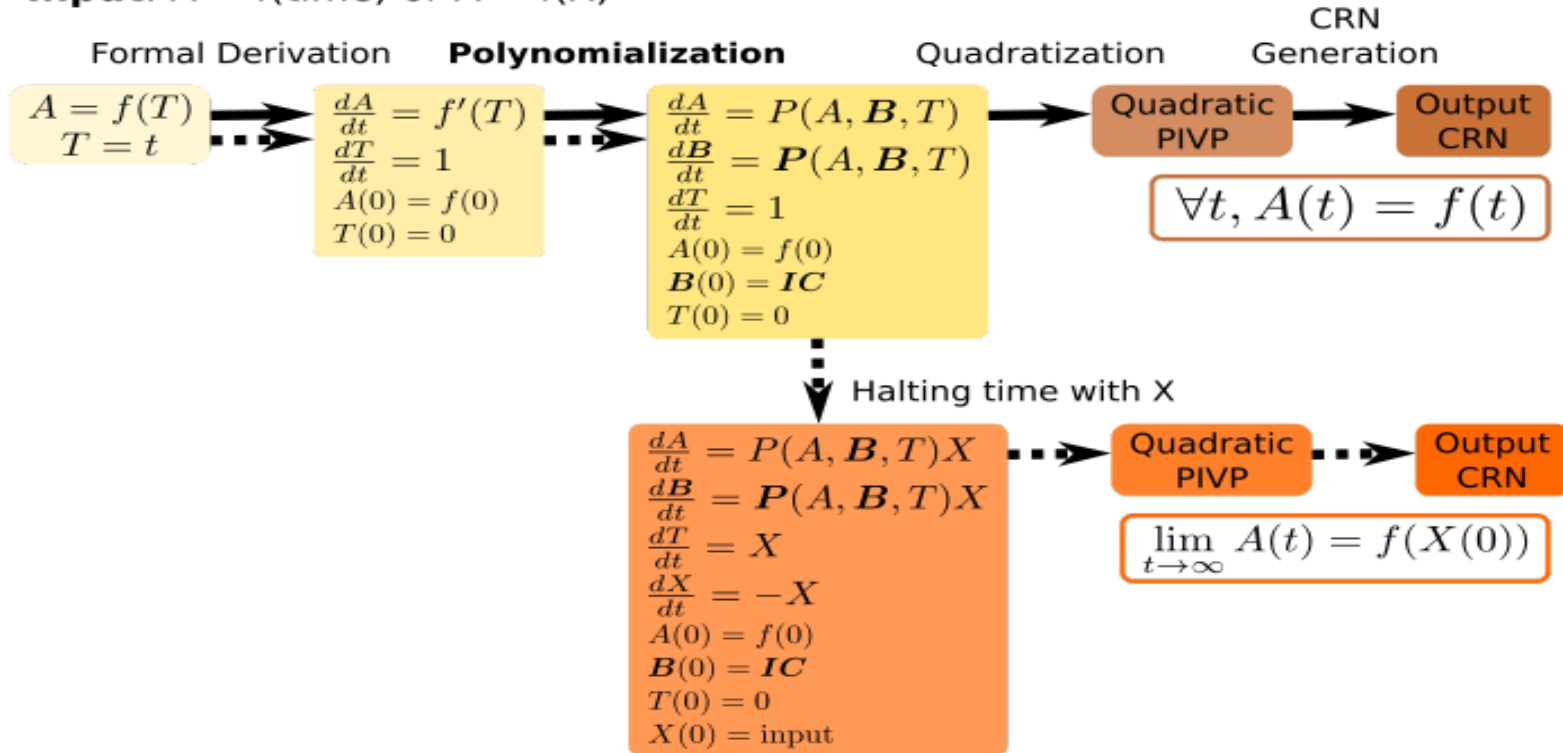 Formal Derivation
Polynomialization
Quadratization
CRN
Generation
A = f(T)
T = t
dA/dt = f′(T)
dT/dt = 1
A(0) = f(0)
T(0) = 0
dA/dt = P(A, B, T)
dB/dt = P(A, B, T)
dT/dt = 1
A(0) = f(0)
B(0) = IC
T(0) = 0
Quadratic
PIVP
Output
CRN
∀t, A(t) = f(t)
Halting time with X
dA/dt = P(A, B, T)X
dB/dt = P(A, B, T)X
dT/dt = X
dX/dt = −X
A(0) = f(0)
B(0) = IC
T(0) = 0
X(0) = input
Quadratic
PIVP
Output
CRN
lim t→∞ A(t) = f(X(0))